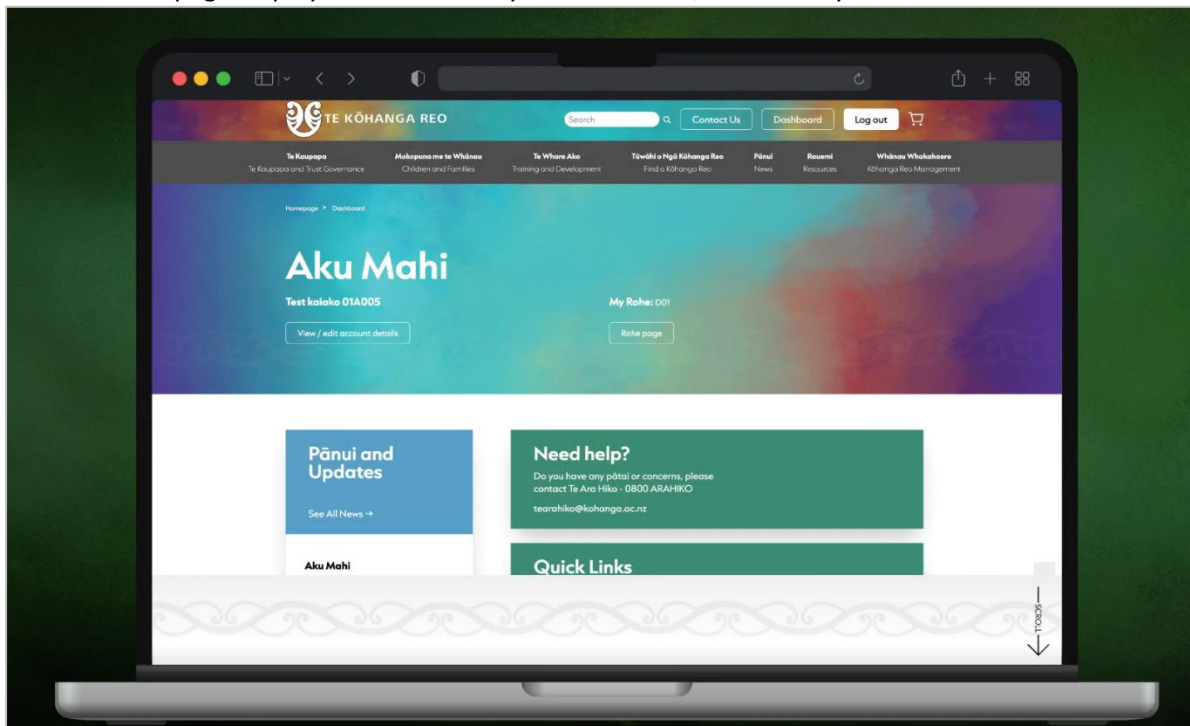 TE KŌHANGA REO
Search
Contact Us
Dashboard
Log out
Te Kaupapa
Te Kaupapa and Trust Governance
Mokopuna me te Whānau
Children and Families
Te Whare Ako
Training and Development
Tūwāhi o Ngā Kōhanga Reo
Find a Kōhanga Reo
Pānui
News
Rauemi
Resources
Whānau Whakahaere
Kōhanga Reo Management
Homepage > Dashboard
Aku Mahi
Test kaiako 01A005
My Rohe: D01
View / edit account details
Rohe page
Pānui and
Updates
See All News →
Aku Mahi
Need help?
Do you have any pātai or concerns, please
contact Te Ara Hiko - 0800 ARAHIKO
tearahiko@kohanga.ac.nz
Quick Links
SCROLL